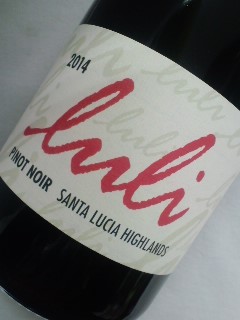 2014
luli
PINOT NOIR SANTA LUCIA HIGHLANDS